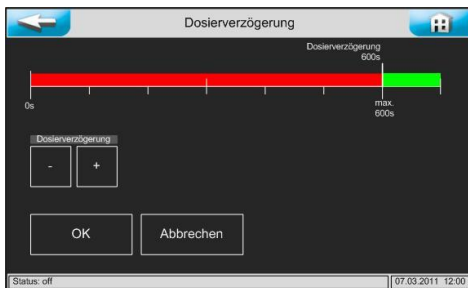 Dosierverzögerung
Dosierverzögerung
600s
0s
max.
600s
Dosierverzögerung
-
+
OK
Abbrechen
Status: off
07.03.2011 12:00